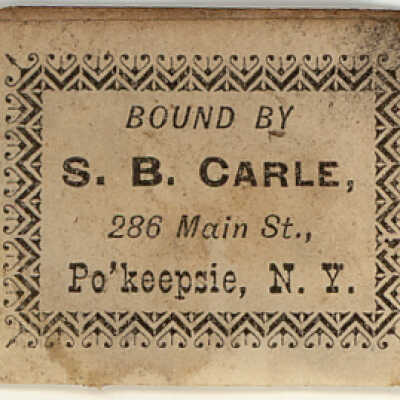 BOUND BY
S. B. CARLE,
286 Main St.,
Po'keepsie, N. Y.